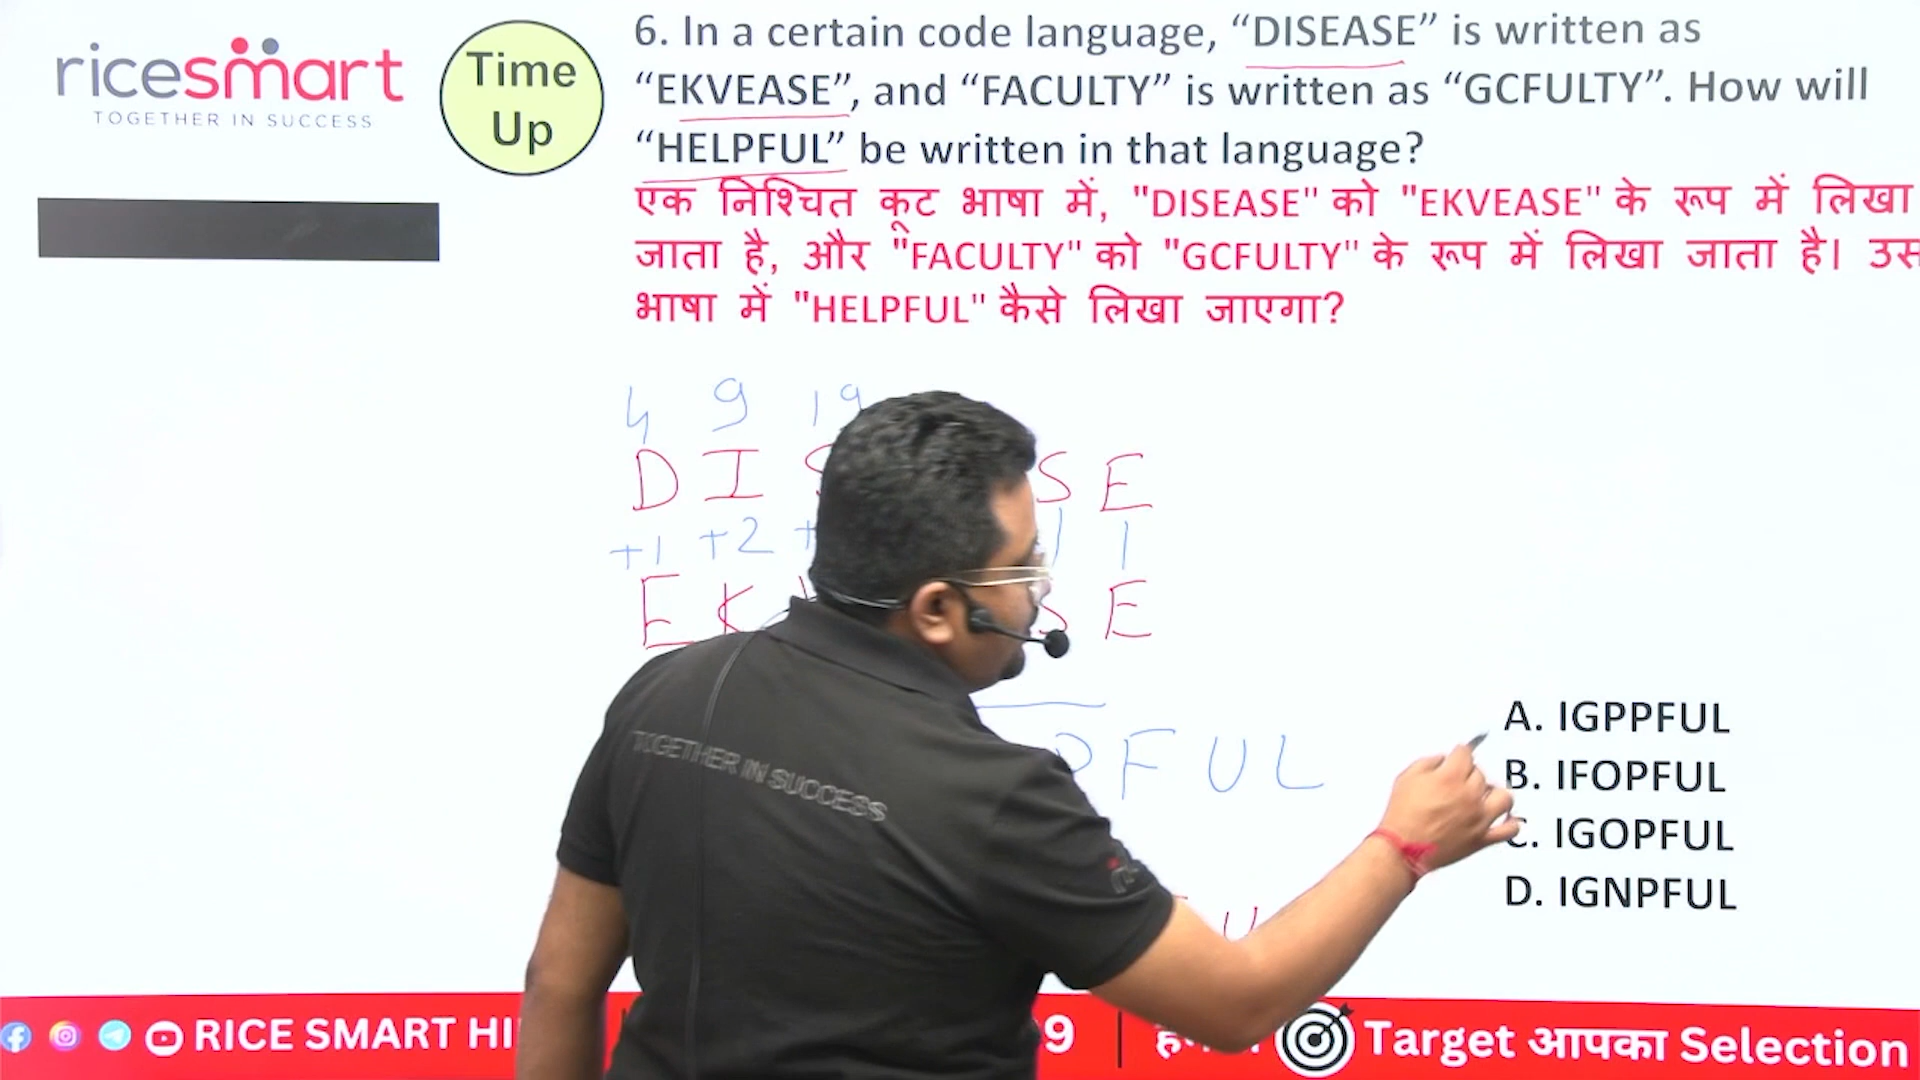 ricesmart
TOGETHER IN SUCCESS
Time
Up
6. In a certain code language, “DISEASE” is written as
“EKVEASE”, and “FACULTY” is written as “GCFULTY”. How will
“HELPFUL” be written in that language?
एक निश्चित कूट भाषा में, "DISEASE" को "EKVEASE" के रूप में लिखा
जाता है, और "FACULTY" को "GCFULTY" के रूप में लिखा जाता है। उस
भाषा में "HELPFUL" कैसे लिखा जाएगा?
4 9 19
D I S S E
+1 +2 +
E K S E
P F U L
A. IGPPFUL
B. IFOPFUL
C. IGOPFUL
D. IGNPFUL
TOGETHER IN SUCCESS
RICE SMART HI 9 Target आपका Selection